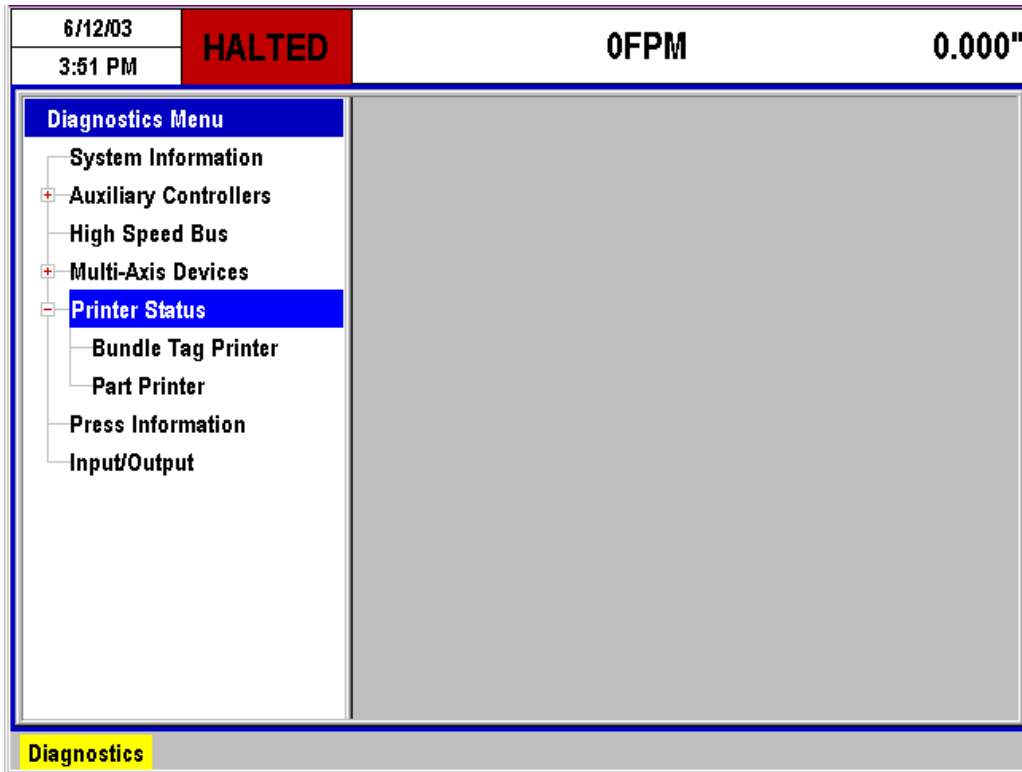 6/12/03
3:51 PM
HALTED
0FPM
0.000"
Diagnostics Menu
System Information
Auxiliary Controllers
High Speed Bus
Multi-Axis Devices
Printer Status
Bundle Tag Printer
Part Printer
Press Information
Input/Output
Diagnostics